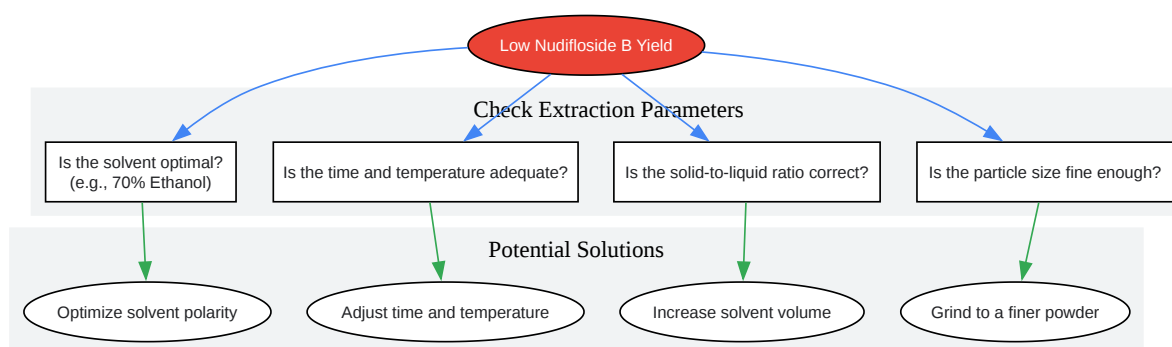 Low Nudifloside B Yield
Check Extraction Parameters
Is the solvent optimal?
(e.g., 70% Ethanol)
Is the time and temperature adequate?
Is the solid-to-liquid ratio correct?
Is the particle size fine enough?
Potential Solutions
Optimize solvent polarity
Adjust time and temperature
Increase solvent volume
Grind to a finer powder